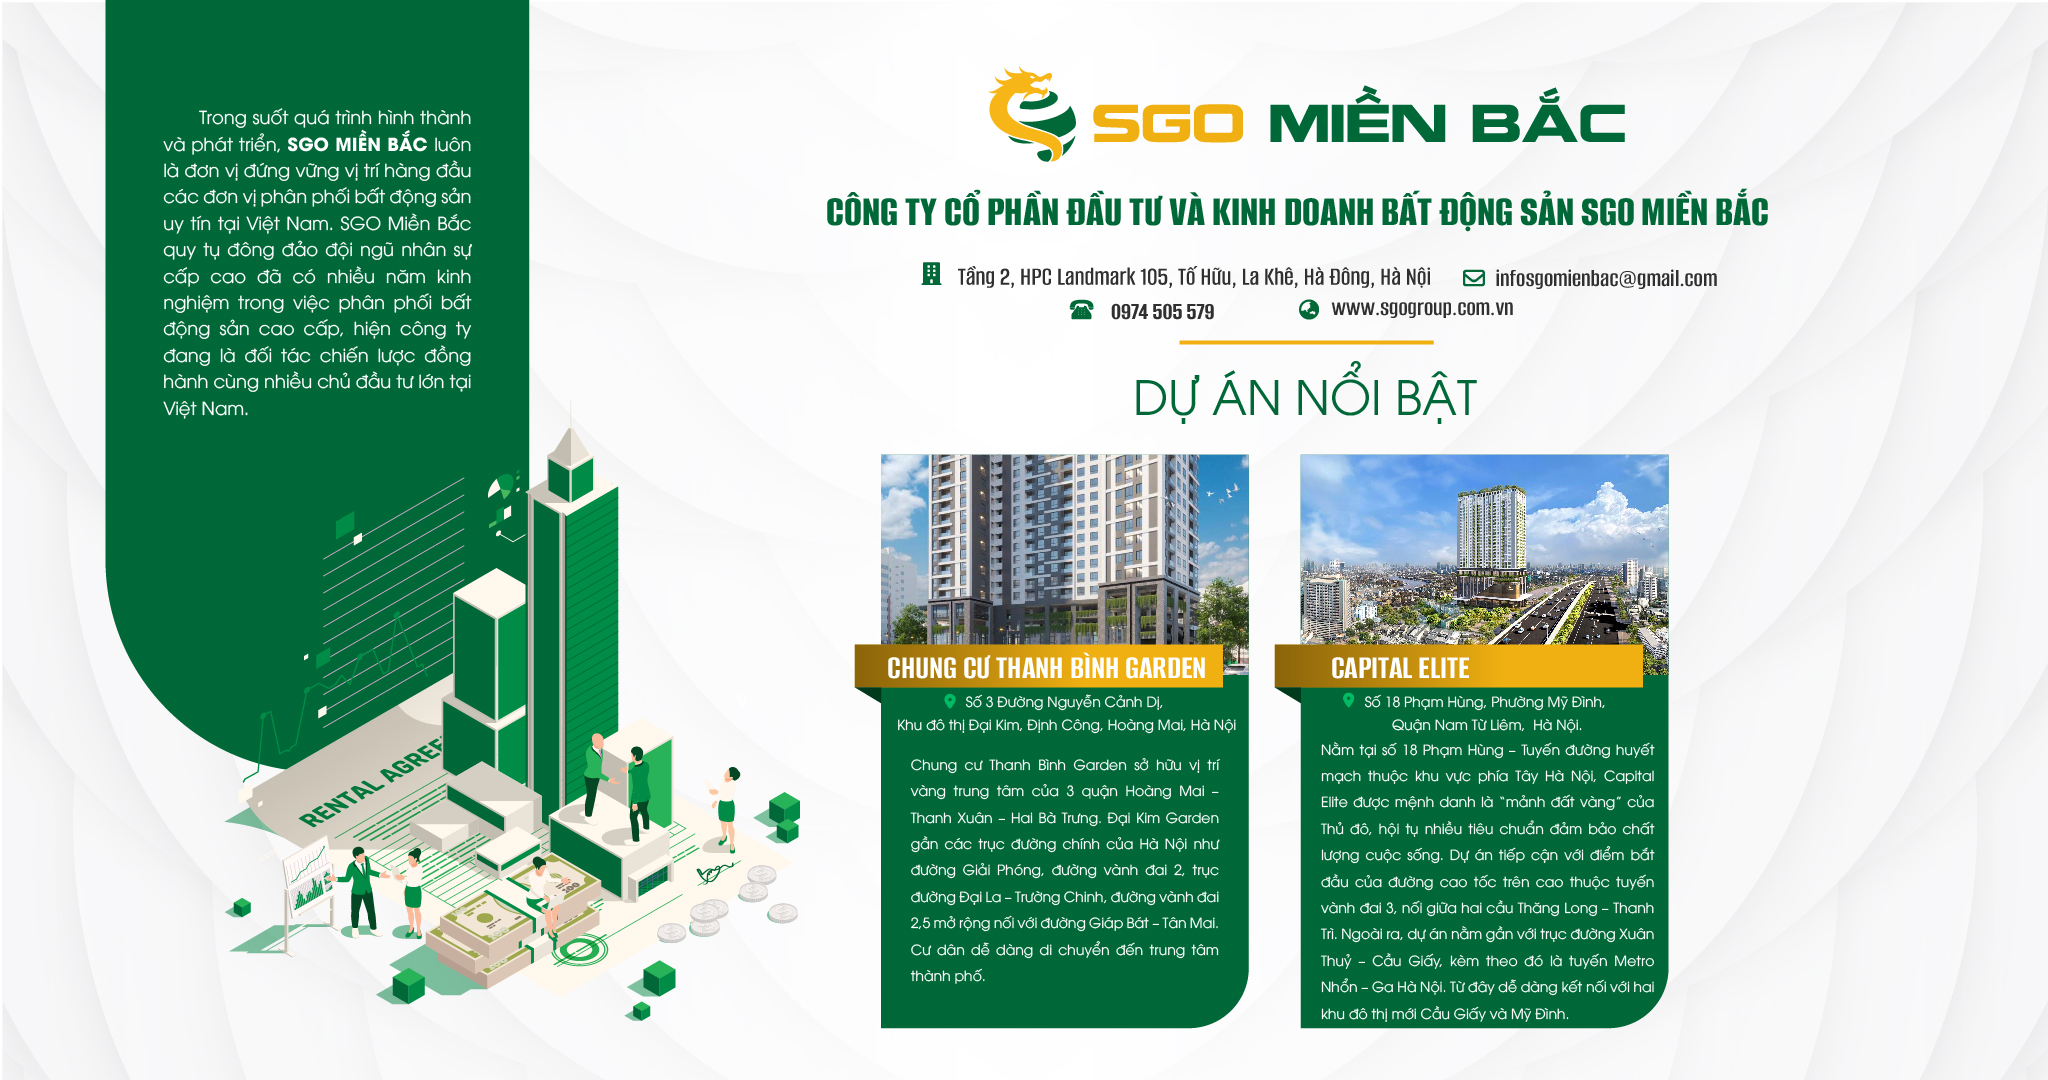 Trong suốt quá trình hình thành
và phát triển, SGO MIỀN BẮC luôn
là đơn vị đứng vững vị trí hàng đầu
các đơn vị phân phối bất động sản
uy tín tại Việt Nam. SGO Miền Bắc
quy tụ đông đảo đội ngũ nhân sự
cấp cao đã có nhiều năm kinh
nghiệm trong việc phân phối bất
động sản cao cấp, hiện công ty
đang là đối tác chiến lược đồng
hành cùng nhiều chủ đầu tư lớn tại
Việt Nam.
RENTAL AGREE
SGO MIỀN BẮC
CÔNG TY CỔ PHẦN ĐẦU TƯ VÀ KINH DOANH BẤT ĐỘNG SẢN SGO MIỀN BẮC
Tầng 2, HPC Landmark 105, Tố Hữu, La Khê, Hà Đông, Hà Nội
infosgomienbac@gmail.com
0974 505 579
www.sgogroup.com.vn
DỰ ÁN NỔI BẬT
CHUNG CƯ THANH BÌNH GARDEN
Số 3 Đường Nguyễn Cảnh Dị,
Khu đô thị Đại Kim, Định Công, Hoàng Mai, Hà Nội
Chung cư Thanh Bình Garden sở hữu vị trí
vàng trung tâm của 3 quận Hoàng Mai –
Thanh Xuân – Hai Bà Trưng. Đại Kim Garden
gần các trục đường chính của Hà Nội như
đường Giải Phóng, đường vành đai 2, trục
đường Đại La – Trường Chinh, đường vành đai
2,5 mở rộng nối với đường Giáp Bát – Tân Mai.
Cư dân dễ dàng di chuyển đến trung tâm
thành phố.
CAPITAL ELITE
Số 18 Phạm Hùng, Phường Mỹ Đình,
Quận Nam Từ Liêm, Hà Nội.
Nằm tại số 18 Phạm Hùng – Tuyến đường huyết
mạch thuộc khu vực phía Tây Hà Nội, Capital
Elite được mệnh danh là “mảnh đất vàng” của
Thủ đô, hội tụ nhiều tiêu chuẩn đảm bảo chất
lượng cuộc sống. Dự án tiếp cận với điểm bắt
đầu của đường cao tốc trên cao thuộc tuyến
vành đai 3, nối giữa hai cầu Thăng Long – Thanh
Trì. Ngoài ra, dự án nằm gần với trục đường Xuân
Thuỷ – Cầu Giấy, kèm theo đó là tuyến Metro
Nhổn – Ga Hà Nội. Từ đây dễ dàng kết nối với hai
khu đô thị mới Cầu Giấy và Mỹ Đình.